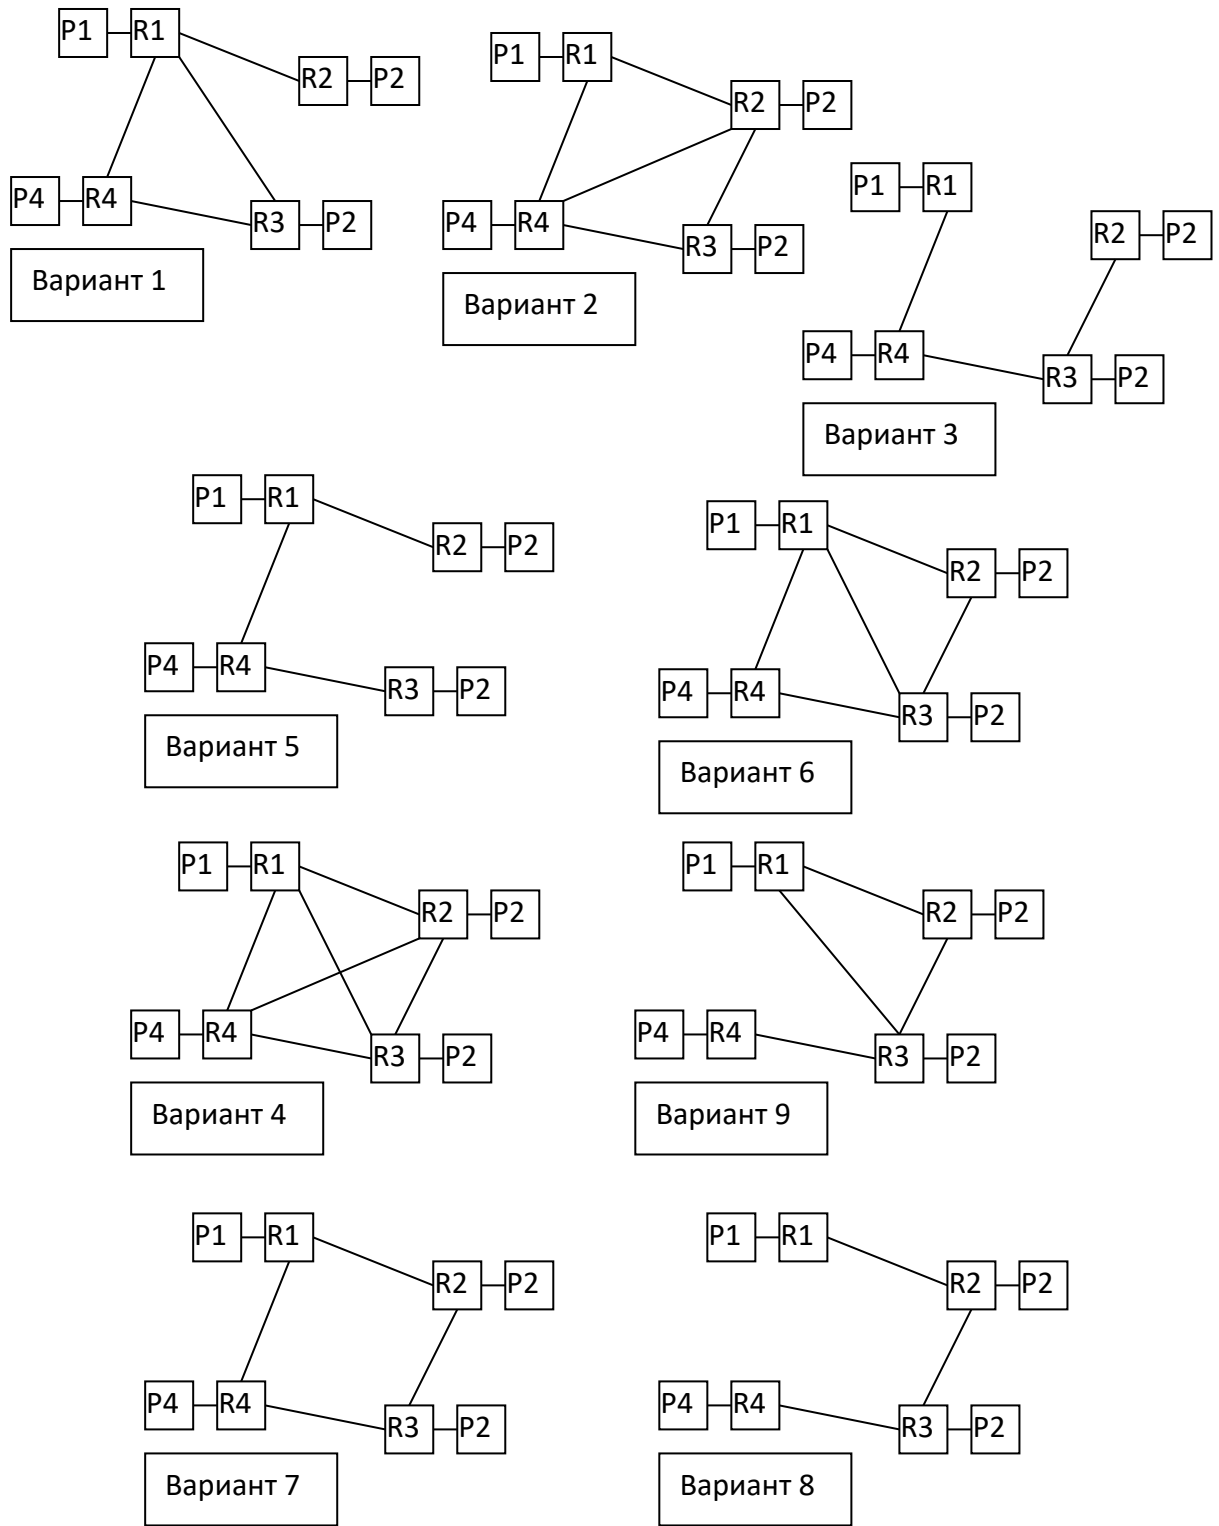 P1 R1
R2 P2
P4 R4
R3 P2
Вариант 1
P1 R1
R2 P2
P4 R4
R3 P2
Вариант 2
P1 R1
R2 P2
P4 R4
R3 P2
Вариант 3
P1 R1
R2 P2
P4 R4
R3 P2
Вариант 5
P1 R1
R2 P2
P4 R4
R3 P2
Вариант 6
P1 R1
R2 P2
P4 R4
R3 P2
Вариант 4
P1 R1
R2 P2
P4 R4
R3 P2
Вариант 9
P1 R1
R2 P2
P4 R4
R3 P2
Вариант 7
P1 R1
R2 P2
P4 R4
R3 P2
Вариант 8